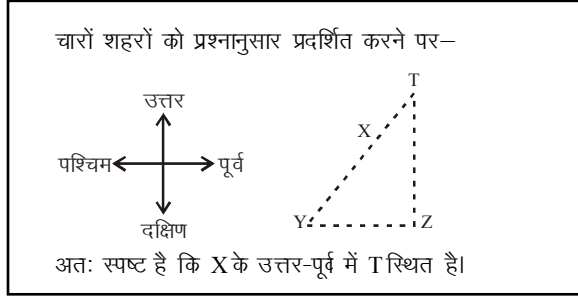 चारों शहरों को प्रश्नानुसार प्रदर्शित करने पर–
उत्तर
पश्चिम
पूर्व
दक्षिण
T
X
Y
Z
अतः स्पष्ट है कि X के उत्तर-पूर्व में T स्थित है।